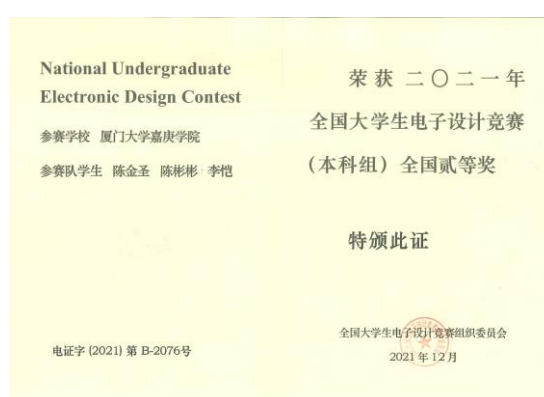 National Undergraduate
Electronic Design Contest
参赛学校 厦门大学嘉庚学院
参赛队学生 陈金圣 陈彬彬 李恺
电证字 (2021) 第 B-2076号
荣获 二〇二一年
全国大学生电子设计竞赛
(本科组) 全国贰等奖
特颁此证
全国大学生电子设计竞赛组织委员会
2021 年 12 月